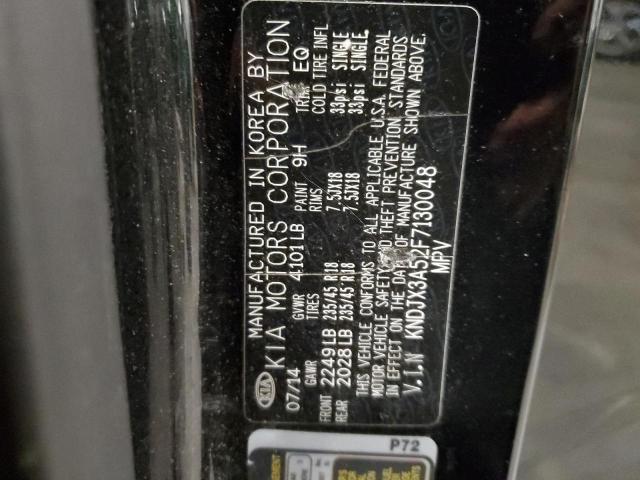 MANUFACTURED IN KOREA BY
KIA KIA MOTORS CORPORATION
07/14 GVWR 4101LB PAINT 9H TRIM EQ
GAWR TIRES RIMS COLD TIRE INFL
FRONT 2249LB 235/45 R18 7.5JX18 33psi SINGLE
REAR 2028LB 235/45 R18 7.5JX18 33psi SINGLE
THIS VEHICLE CONFORMS TO ALL APPLICABLE U.S.A. FEDERAL
MOTOR VEHICLE SAFETY AND THEFT PREVENTION STANDARDS
IN EFFECT ON THE DATE OF MANUFACTURE SHOWN ABOVE.
V.I.N KNDJX3A52F7130048
MPV
P72